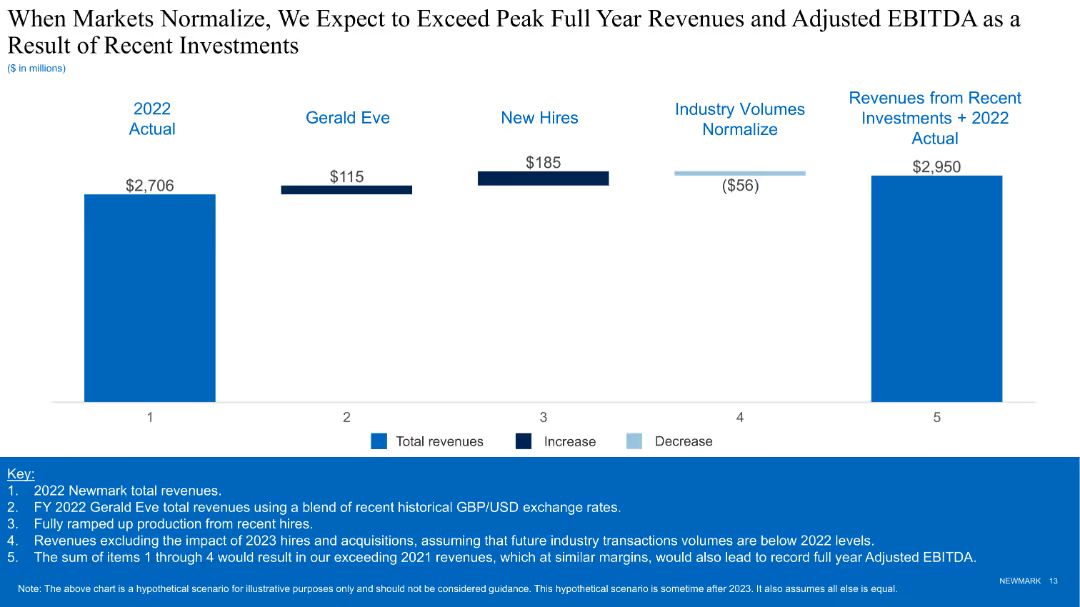 When Markets Normalize, We Expect to Exceed Peak Full Year Revenues and Adjusted EBITDA as a
Result of Recent Investments
($ in millions)
2022
Actual
Gerald Eve
New Hires
Industry Volumes
Normalize
Revenues from Recent
Investments + 2022
Actual
$2,706
$115
$185
($56)
$2,950
1
2
3
4
5
Total revenues
Increase
Decrease
Key:
1. 2022 Newmark total revenues.
2. FY 2022 Gerald Eve total revenues using a blend of recent historical GBP/USD exchange rates.
3. Fully ramped up production from recent hires.
4. Revenues excluding the impact of 2023 hires and acquisitions, assuming that future industry transactions volumes are below 2022 levels.
5. The sum of items 1 through 4 would result in our exceeding 2021 revenues, which at similar margins, would also lead to record full year Adjusted EBITDA.
Note: The above chart is a hypothetical scenario for illustrative purposes only and should not be considered guidance. This hypothetical scenario is sometime after 2023. It also assumes all else is equal.
NEWMARK 13